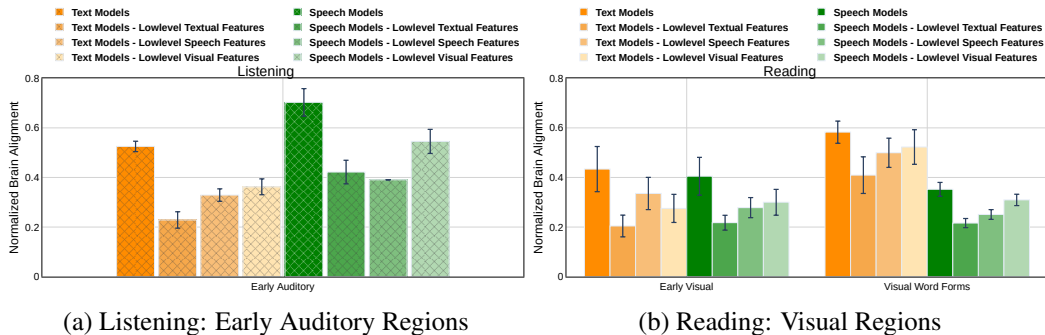 Text Models
Text Models - Lowlevel Textual Features
Text Models - Lowlevel Speech Features
Text Models - Lowlevel Visual Features
Speech Models
Speech Models - Lowlevel Textual Features
Speech Models - Lowlevel Speech Features
Speech Models - Lowlevel Visual Features
Listening
Normalized Brain Alignment
0.8
0.6
0.4
0.2
0
Early Auditory
(a) Listening: Early Auditory Regions
Text Models
Text Models - Lowlevel Textual Features
Text Models - Lowlevel Speech Features
Text Models - Lowlevel Visual Features
Speech Models
Speech Models - Lowlevel Textual Features
Speech Models - Lowlevel Speech Features
Speech Models - Lowlevel Visual Features
Reading
Normalized Brain Alignment
0.8
0.6
0.4
0.2
0
Early Visual
Visual Word Forms
(b) Reading: Visual Regions